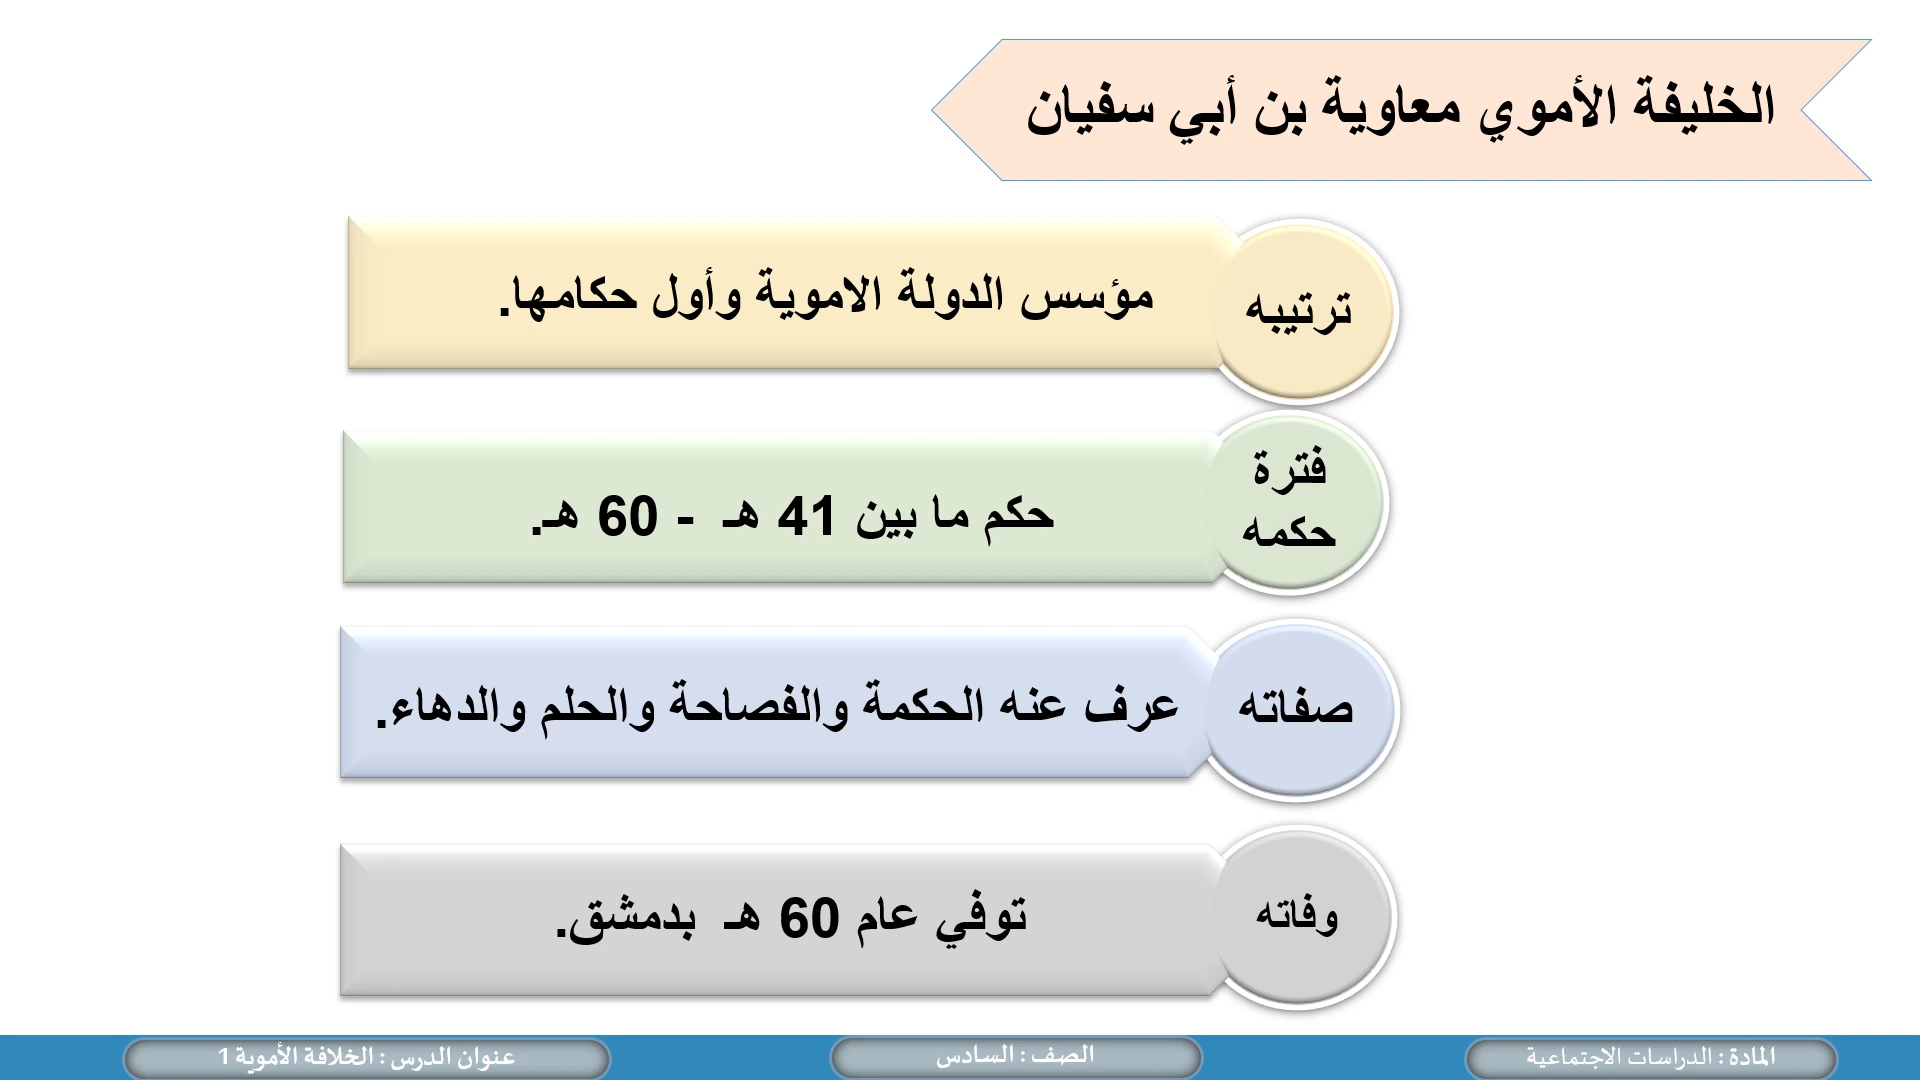 الخليفة الأموي معاوية بن أبي سفيان
ترتيبه
مؤسس الدولة الاموية وأول حكامها.
فترة
حكمه
حكم ما بين 41 هـ - 60 هـ.
صفاته
عرف عنه الحكمة والفصاحة والحلم والدهاء.
وفاته
توفي عام 60 هـ بدمشق.
المادة : الدراسات الاجتماعية
الصف : السادس
عنوان الدرس : الخلافة الأموية 1